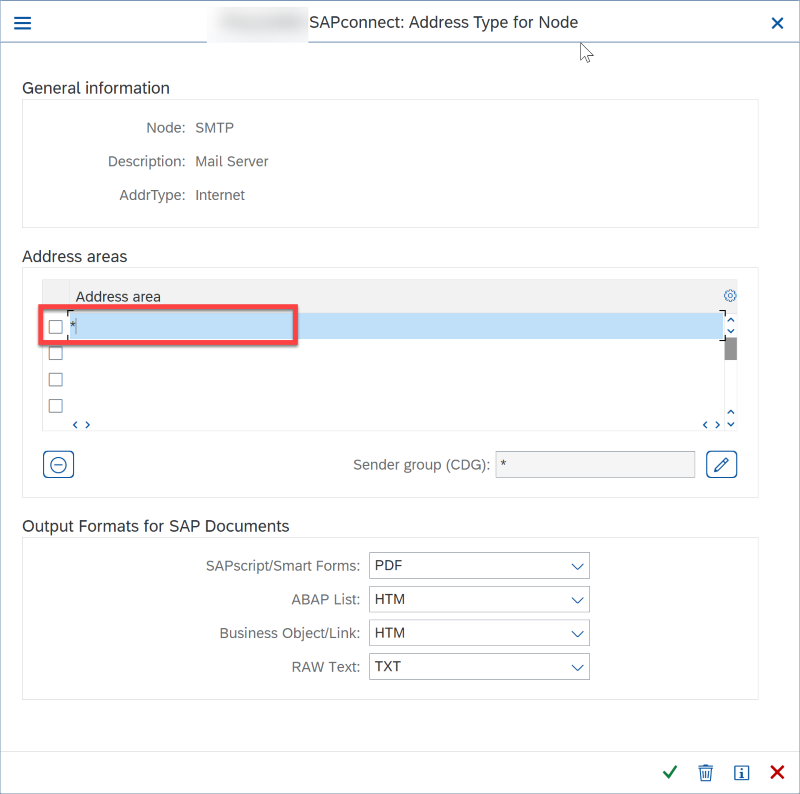 SAPconnect: Address Type for Node
General information
Node: SMTP
Description: Mail Server
AddrType: Internet
Address areas
Address area
*
Sender group (CDG): *
Output Formats for SAP Documents
SAPscript/Smart Forms: PDF
ABAP List: HTM
Business Object/Link: HTM
RAW Text: TXT